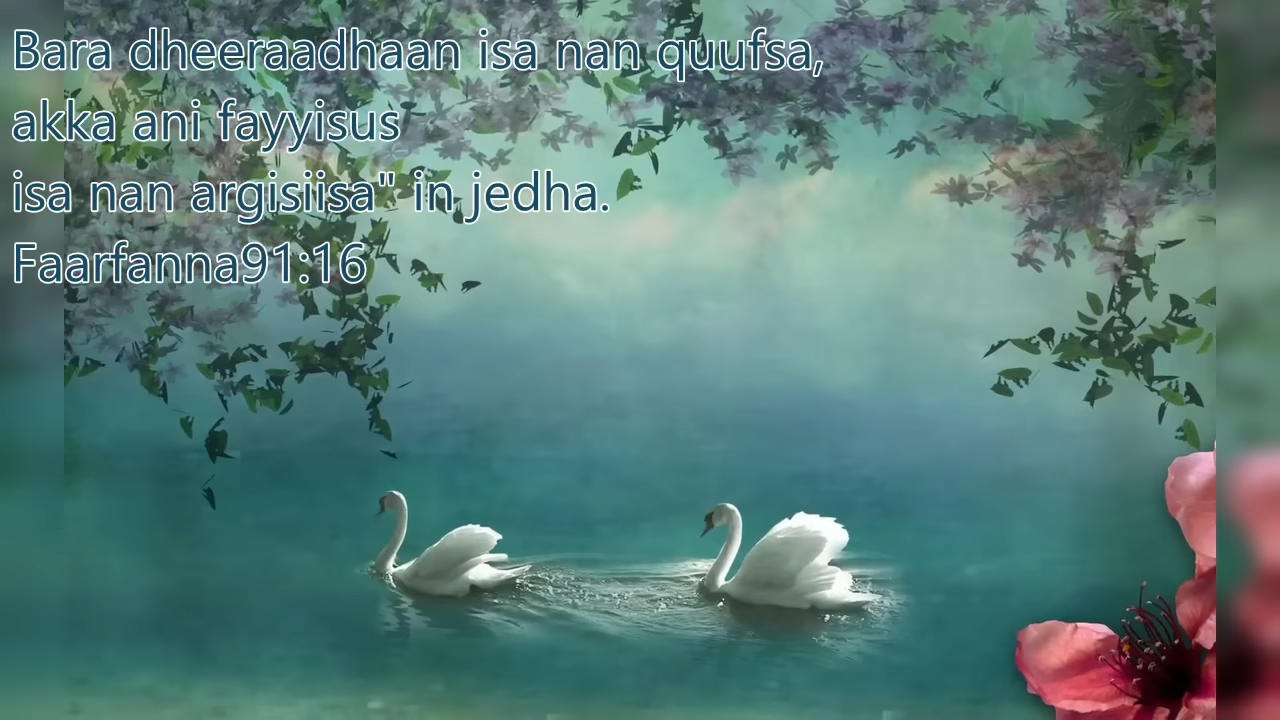 Bara dheeraadhaan isa nan quufsa,
akka ani fayyisus
isa nan argisiisa" in jedha.
Faarfanna91:16